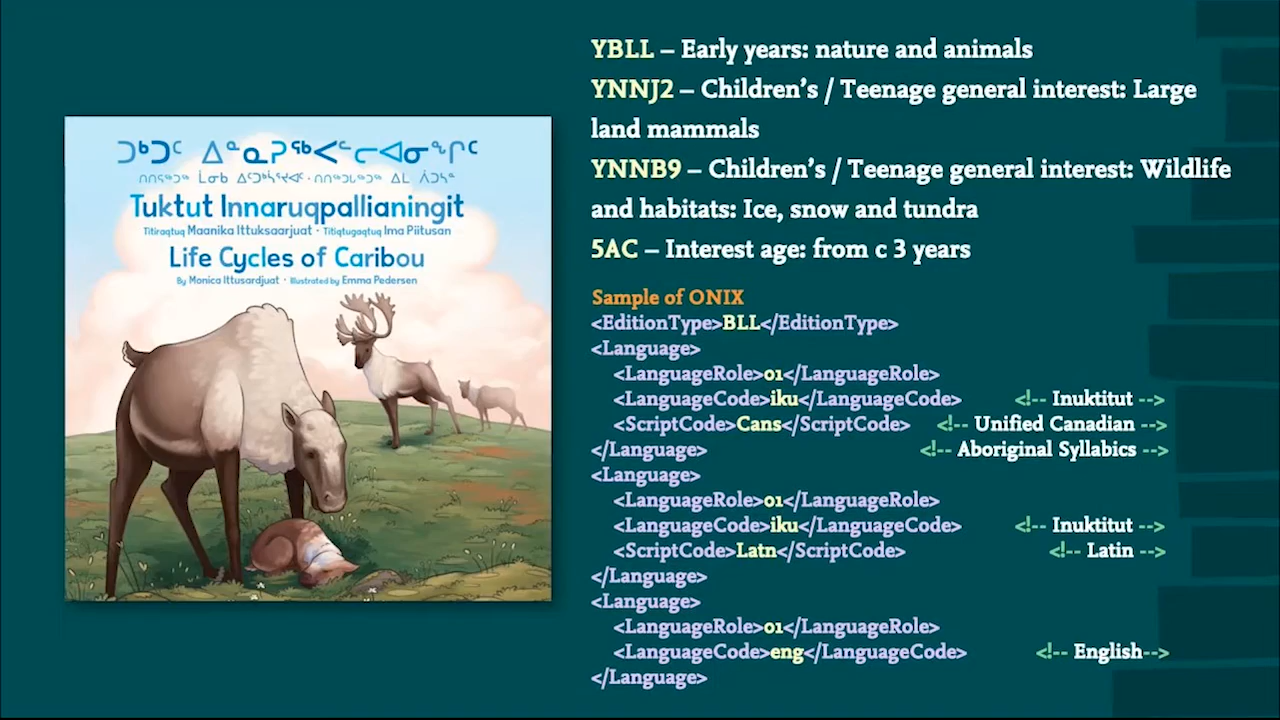 ᑐᒃᑐᑦ ᐃᓐᓇᕈᖅᐸᓪᓕᐊᓂᖏᑦ
Tuktut Innaruqpallianingit
Titiraqtuq Maanika Ittuksaarjuat · Titiqtugaqtuq Ima Piitusan
Life Cycles of Caribou
By Monica Ittusardjuat · Illustrated by Emma Pedersen
YBLL – Early years: nature and animals
YNNJ2 – Children’s / Teenage general interest: Large
land mammals
YNNB9 – Children’s / Teenage general interest: Wildlife
and habitats: Ice, snow and tundra
5AC – Interest age: from c 3 years
Sample of ONIX
<EditionType>BLL</EditionType>
<Language>
<LanguageRole>01</LanguageRole>
<LanguageCode>iku</LanguageCode> <!-- Inuktitut -->
<ScriptCode>Cans</ScriptCode> <!-- Unified Canadian -->
</Language> <!-- Aboriginal Syllabics -->
<Language>
<LanguageRole>01</LanguageRole>
<LanguageCode>iku</LanguageCode> <!-- Inuktitut -->
<ScriptCode>Latn</ScriptCode> <!-- Latin -->
</Language>
<Language>
<LanguageRole>01</LanguageRole>
<LanguageCode>eng</LanguageCode> <!-- English-->
</Language>